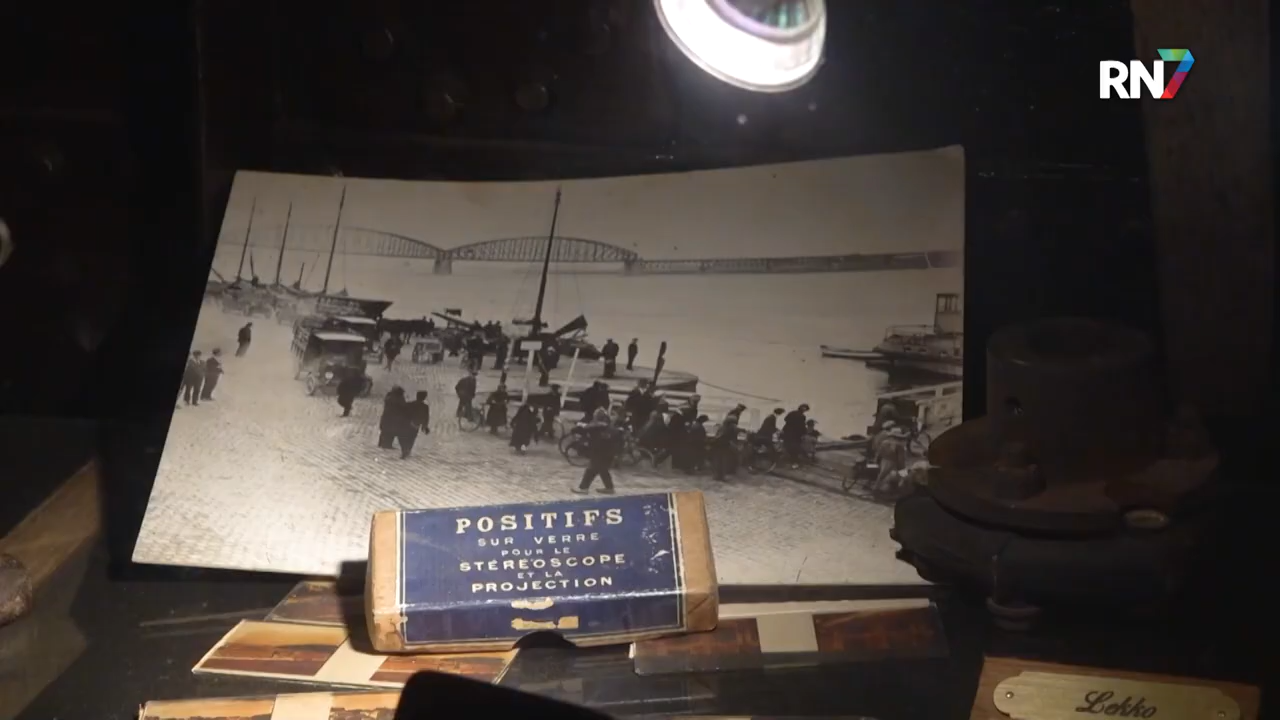 RN7
POSITIFS
SUR VERRE
POUR LE
STÉRÉOSCOPE
ET LA
PROJECTION
Lekko